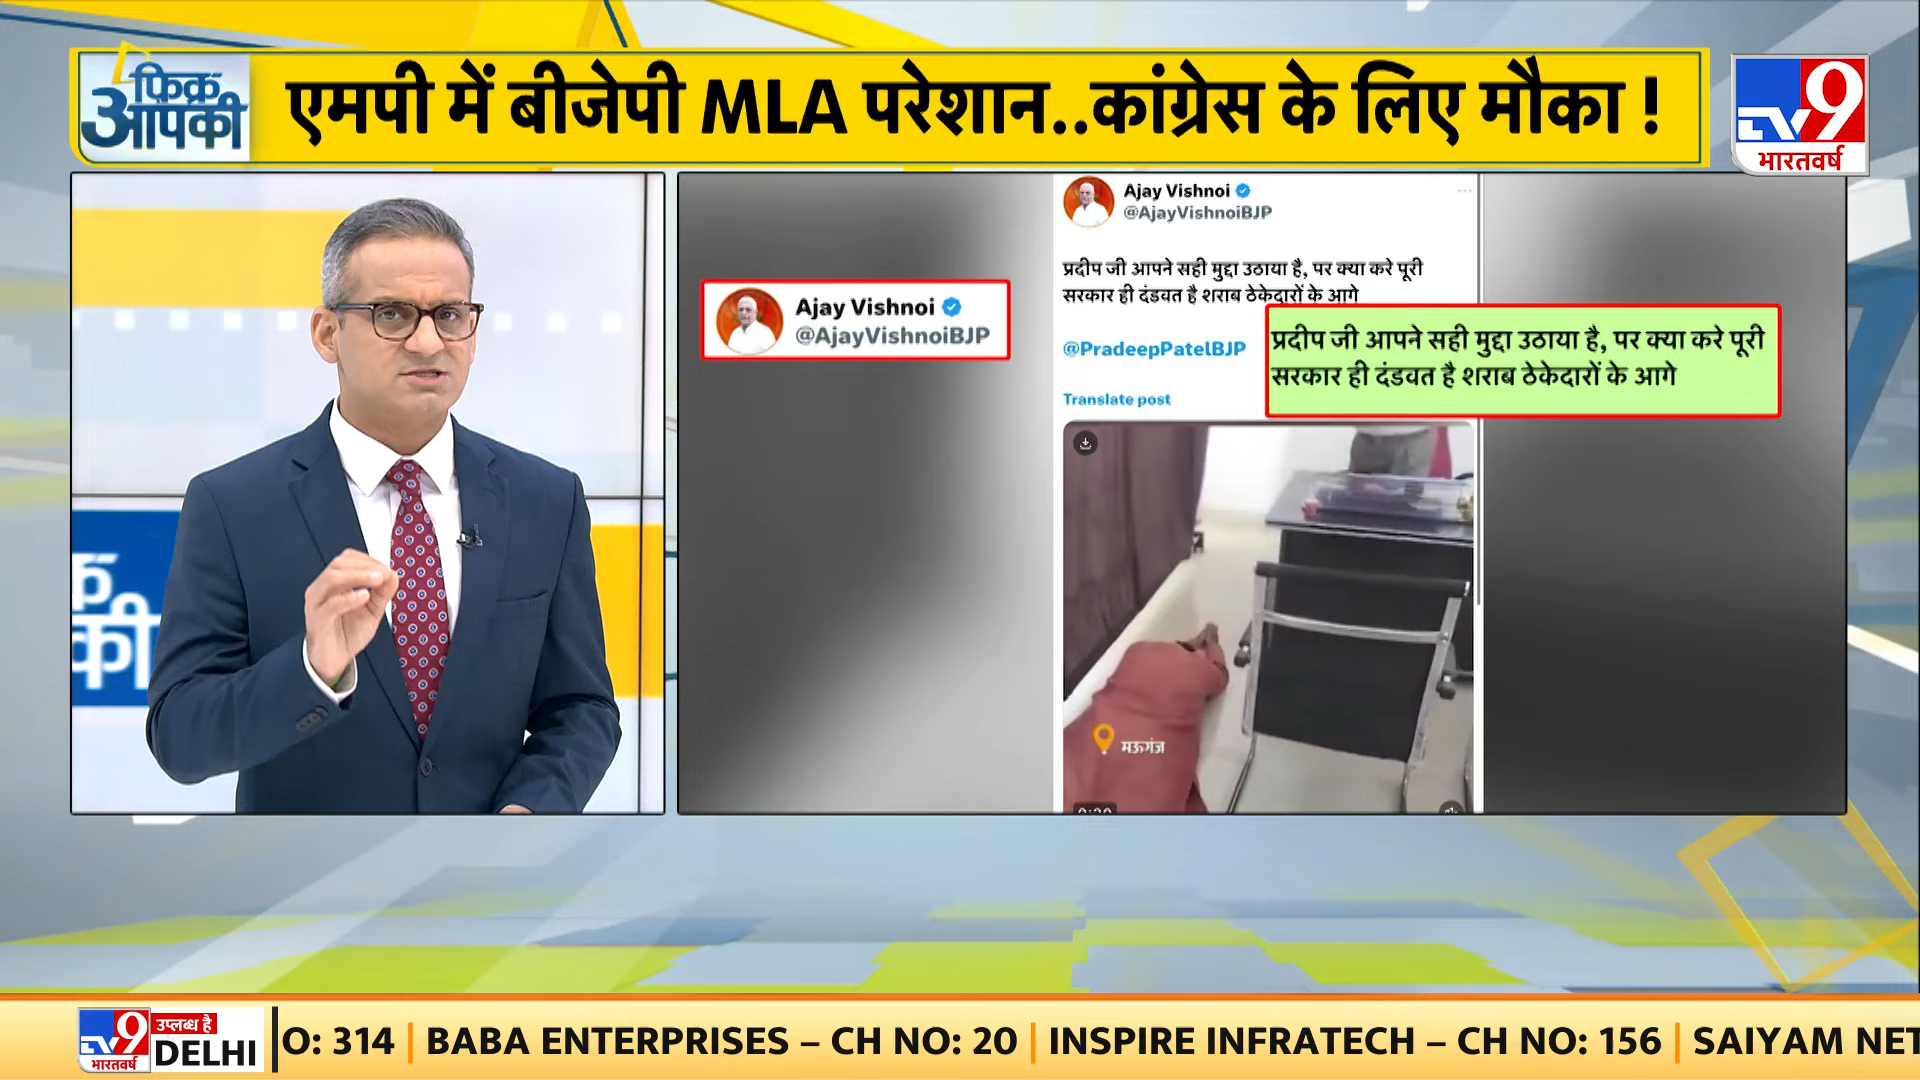 फिक्र
आपकी
एमपी में बीजेपी MLA परेशान..कांग्रेस के लिए मौका !
TV9
भारतवर्ष
Ajay Vishnoi
@AjayVishnoiBJP
Ajay Vishnoi
@AjayVishnoiBJP
प्रदीप जी आपने सही मुद्दा उठाया है, पर क्या करे पूरी
सरकार ही दंडवत है शराब ठेकेदारों के आगे
@PradeepPatelBJP
Translate post
प्रदीप जी आपने सही मुद्दा उठाया है, पर क्या करे पूरी
सरकार ही दंडवत है शराब ठेकेदारों के आगे
मऊगंज
की
TV9
भारतवर्ष
उप्लब्ध है
DELHI
O: 314 | BABA ENTERPRISES – CH NO: 20 | INSPIRE INFRATECH – CH NO: 156 | SAIYAM NET